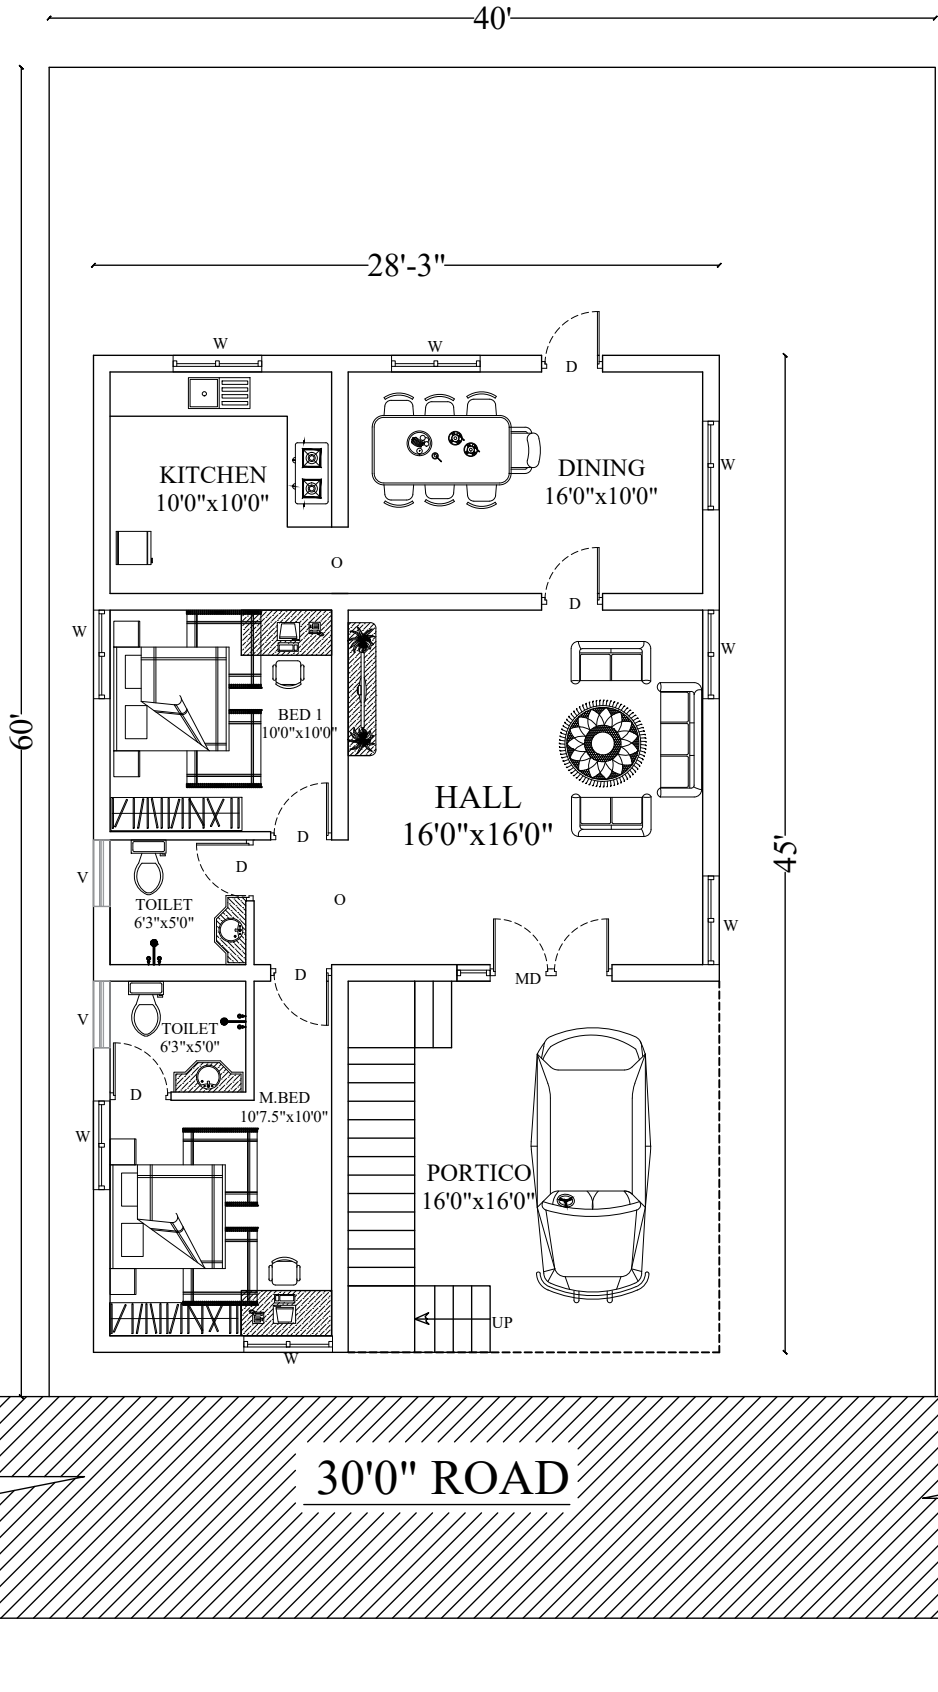 40'
28'-3"
W
W
D
KITCHEN
10'0"x10'0"
DINING
16'0"x10'0"
W
O
D
W
W
BED 1
10'0"x10'0"
60'
HALL
16'0"x16'0"
45'
D
D
V
TOILET
6'3"x5'0"
O
W
D
MD
V
TOILET
6'3"x5'0"
D
M.BED
10'7.5"x10'0"
W
PORTICO
16'0"x16'0"
UP
W
30'0" ROAD